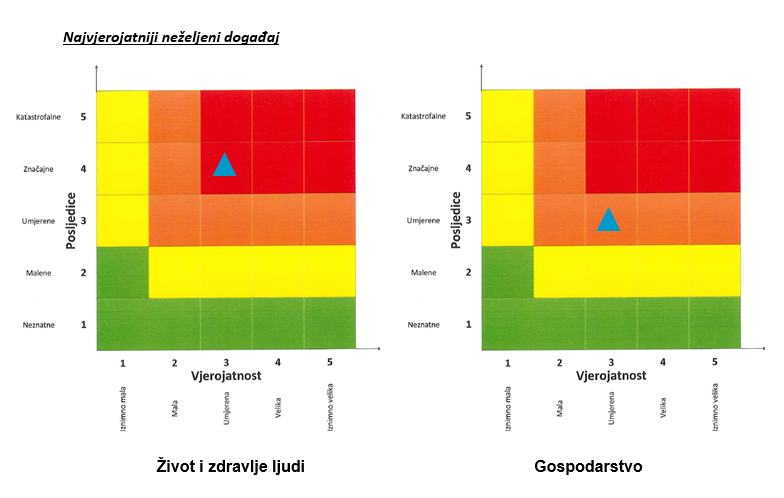 Najvjerojatniji neželjeni događaj
Posljedice
Katastrofalne 5
Značajne 4
Umjerene 3
Malene 2
Neznatne 1
1 2 3 4 5
Vjerojatnost
Iznimno mala
Mala
Umjerena
Velika
Iznimno velika
Život i zdravlje ljudi
Posljedice
Katastrofalne 5
Značajne 4
Umjerene 3
Malene 2
Neznatne 1
1 2 3 4 5
Vjerojatnost
Iznimno mala
Mala
Umjerena
Velika
Iznimno velika
Gospodarstvo